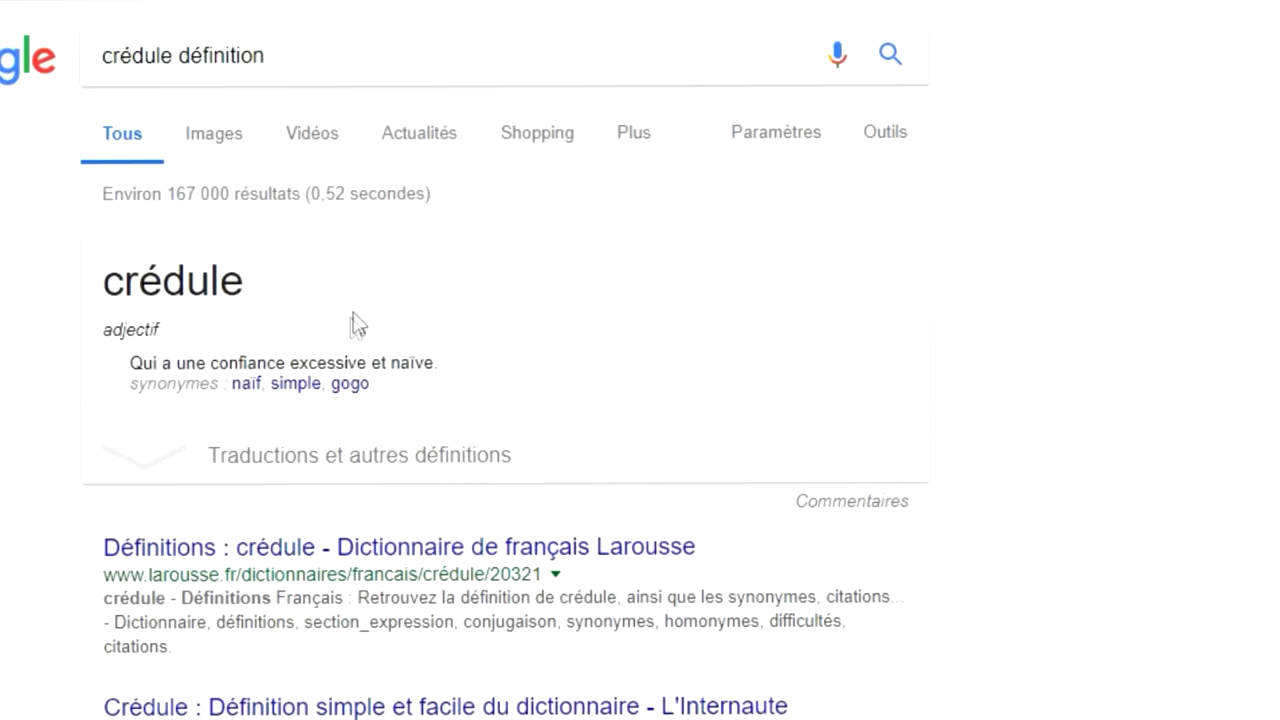 gle
crédule définition
Tous Images Vidéos Actualités Shopping Plus Paramètres Outils
Environ 167 000 résultats (0,52 secondes)
crédule
adjectif
Qui a une confiance excessive et naïve.
synonymes : naïf, simple, gogo
Traductions et autres définitions
Commentaires
Définitions : crédule - Dictionnaire de français Larousse
www.larousse.fr/dictionnaires/francais/crédule/20321
crédule - Définitions Français : Retrouvez la définition de crédule, ainsi que les synonymes, citations...
- Dictionnaire, définitions, section_expression, conjugaison, synonymes, homonymes, difficultés,
citations.
Crédule : Définition simple et facile du dictionnaire - L'Internaute